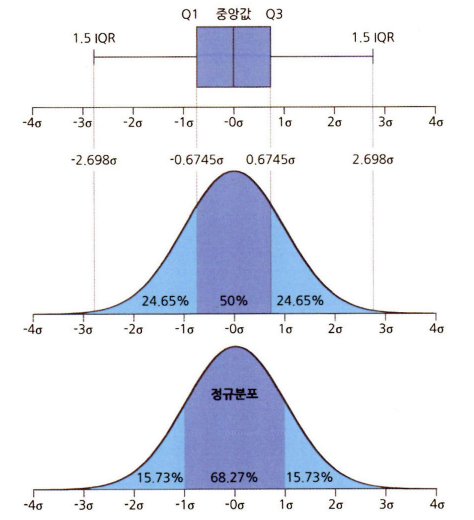 Q1 중앙값 Q3
1.5 IQR 1.5 IQR
-4σ -3σ -2σ -1σ -0σ 1σ 2σ 3σ 4σ
-2.698σ -0.6745σ 0.6745σ 2.698σ
24.65% 50% 24.65%
-4σ -3σ -2σ -1σ -0σ 1σ 2σ 3σ 4σ
정규분포
15.73% 68.27% 15.73%
-4σ -3σ -2σ -1σ -0σ 1σ 2σ 3σ 4σ